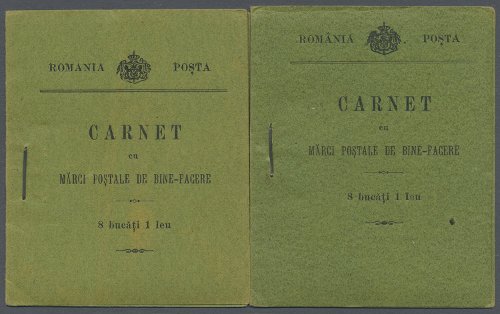 ROMANIA POȘTA
CARNET
cu
MĂRCI POȘTALE DE BINE-FACERE
8 bucăți 1 leu
ROMÂNIA POȘTA
CARNET
cu
MĂRCI POȘTALE DE BINE-FACERE
8 bucăți 1 leu